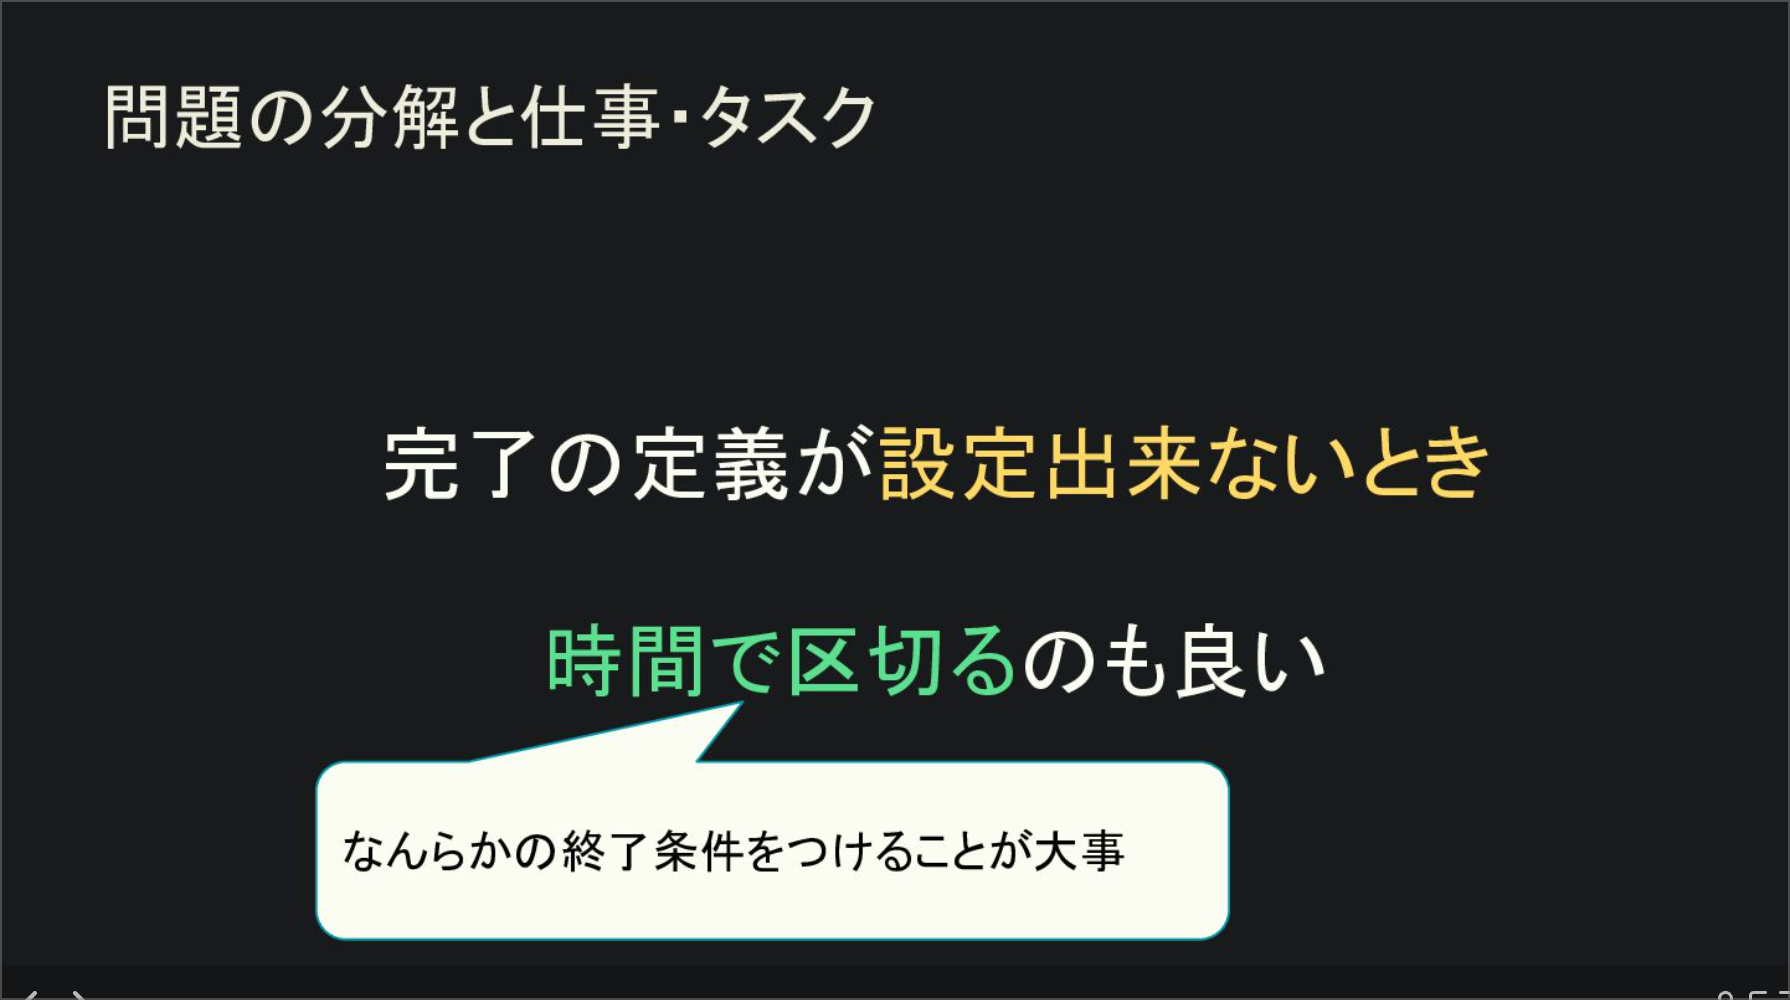 問題の分解と仕事・タスク
完了の定義が設定出来ないとき
時間で区切るのも良い
なんらかの終了条件をつけることが大事